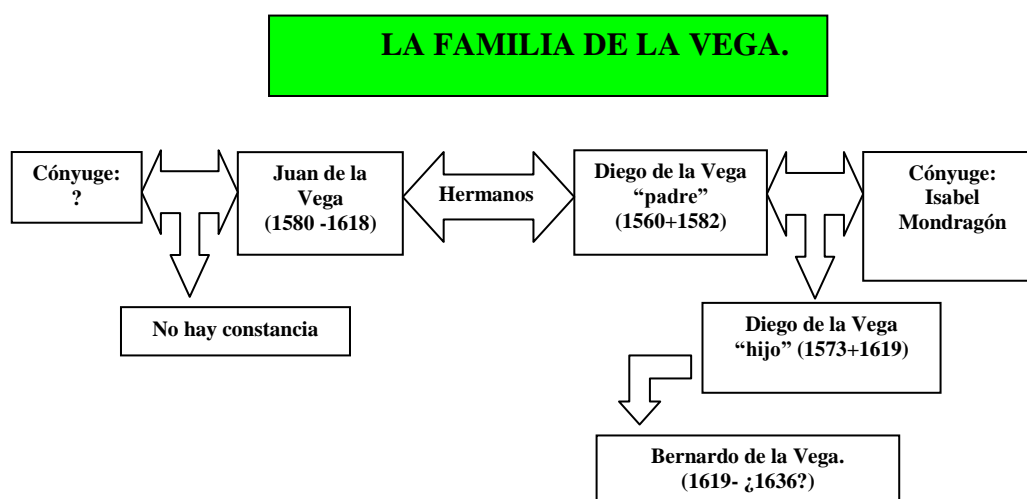 LA FAMILIA DE LA VEGA.
Cónyuge:
?
Juan de la
Vega
(1580 -1618)
Hermanos
Diego de la Vega
“padre”
(1560+1582)
Cónyuge:
Isabel
Mondragón
No hay constancia
Diego de la Vega
“hijo” (1573+1619)
Bernardo de la Vega.
(1619- ¿1636?)